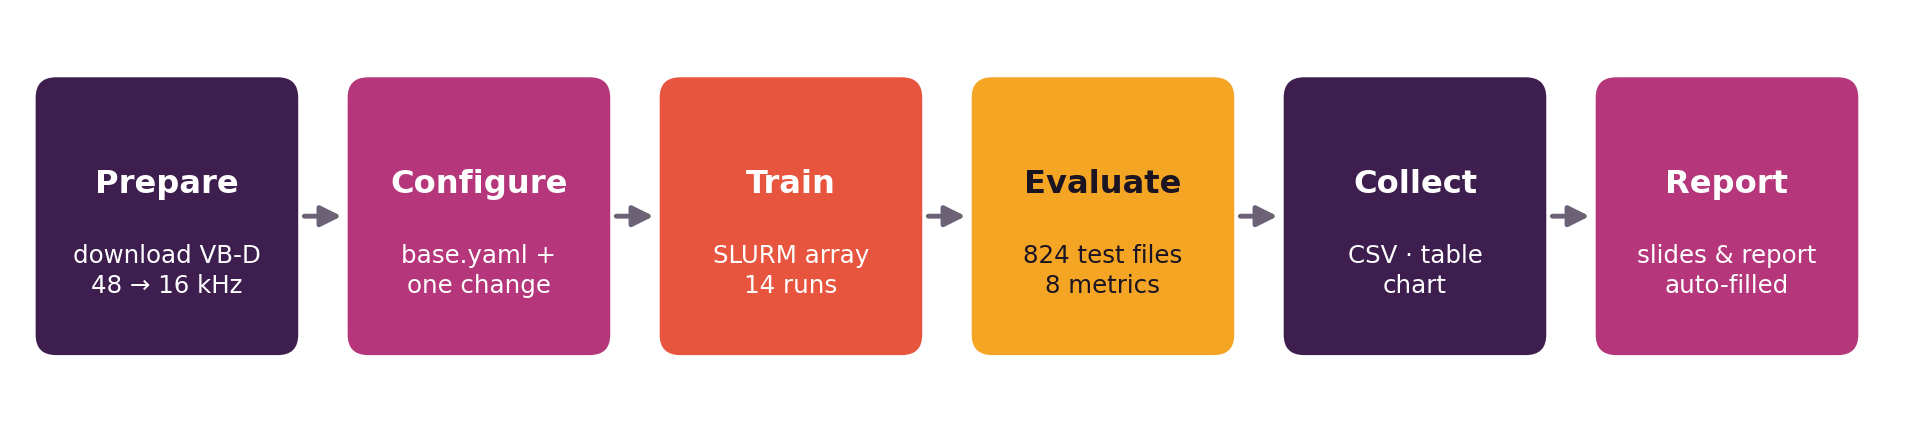 Prepare
download VB-D
48 → 16 kHz
Configure
base.yaml +
one change
Train
SLURM array
14 runs
Evaluate
824 test files
8 metrics
Collect
CSV · table
chart
Report
slides & report
auto-filled